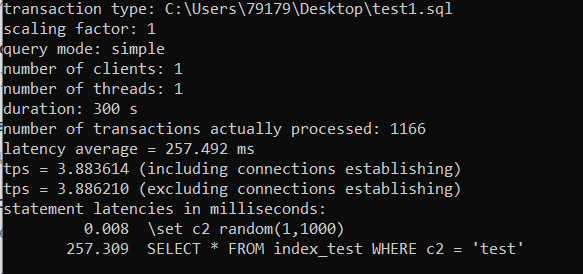 transaction type: C:\Users\79179\Desktop\test1.sql
scaling factor: 1
query mode: simple
number of clients: 1
number of threads: 1
duration: 300 s
number of transactions actually processed: 1166
latency average = 257.492 ms
tps = 3.883614 (including connections establishing)
tps = 3.886210 (excluding connections establishing)
statement latencies in milliseconds:
0.008  \set c2 random(1,1000)
257.309  SELECT * FROM index_test WHERE c2 = 'test'